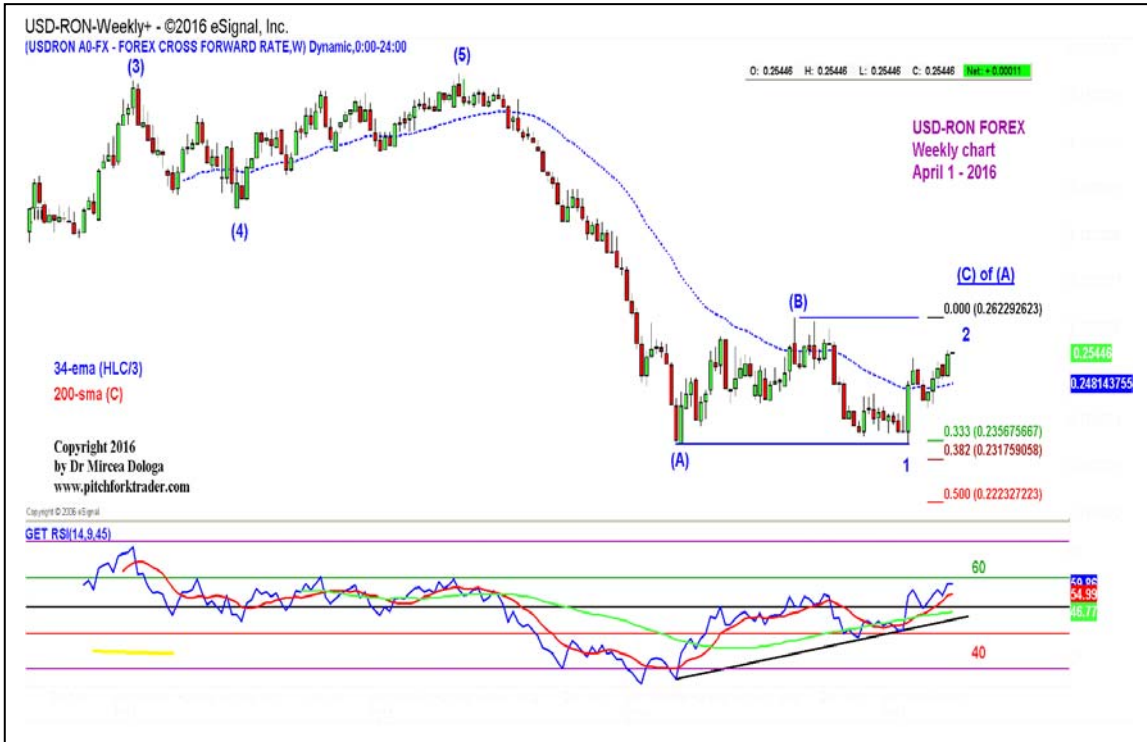 USD-RON-Weekly+ - ©2016 eSignal, Inc.
(USDRON A0-FX - FOREX CROSS FORWARD RATE,W) Dynamic,0:00-24:00
O: 0.25446 H: 0.25446 L: 0.25446 C: 0.25446 Net: +0.00011
(3)
(5)
USD-RON FOREX
Weekly chart
April 1 - 2016
(4)
(C) of (A)
(B)
0.000 (0.262292623)
2
0.25446
34-ema (HLC/3)
0.248143755
200-sma (C)
0.333 (0.235675667)
Copyright 2016
by Dr Mircea Dologa
www.pitchforktrader.com
(A)
1
0.382 (0.231759058)
0.500 (0.222327223)
Copyright © 2006 eSignal
GET RSI(14,9,45)
60
59.86
54.99
46.77
40